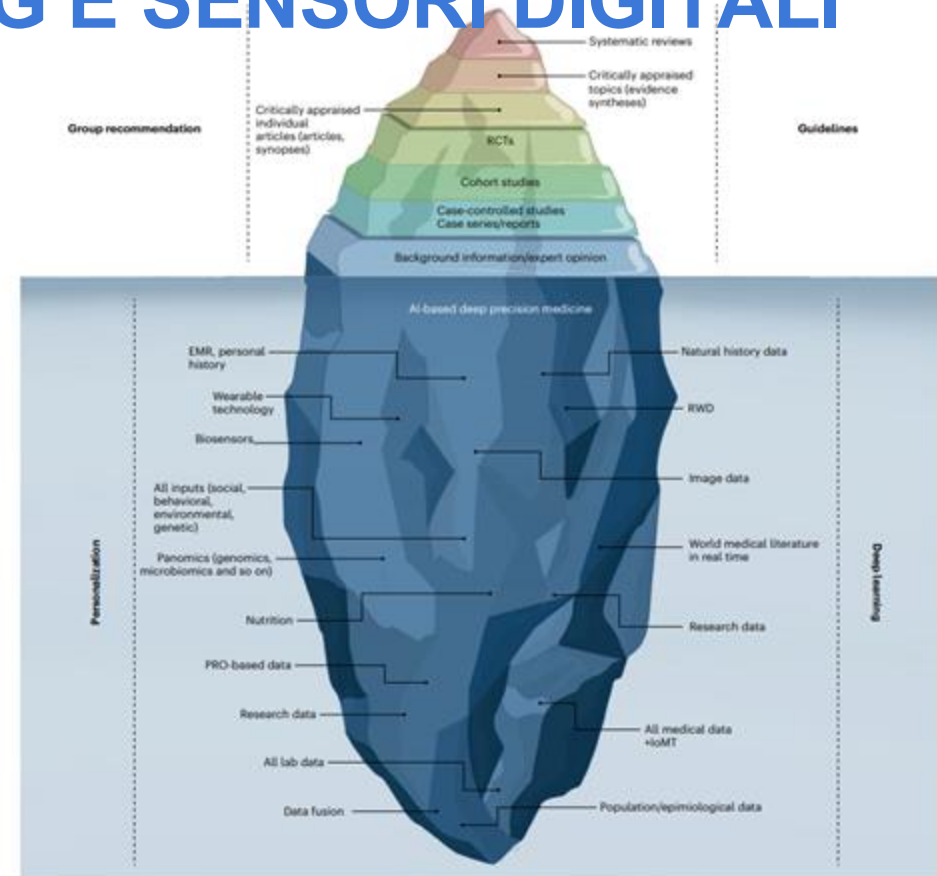 G E SENSORI DIGITALI
Systematic reviews
Critically appraised
topics (evidence
syntheses)
Critically appraised
individual
articles (articles,
synopses)
Group recommendation
Guidelines
RCTs
Cohort studies
Case-controlled studies
Case series/reports
Background information/expert opinion
AI-based deep precision medicine
EMR, personal
history
Natural history data
Wearable
technology
RWD
Biosensors
Image data
All inputs (social,
behavioral,
environmental,
genetic)
World medical literature
in real time
Panomics (genomics,
microbiomics and so on)
Personalization
Deep learning
Nutrition
Research data
PRO-based data
Research data
All medical data
+IoMT
All lab data
Data fusion
Population/epimiological data